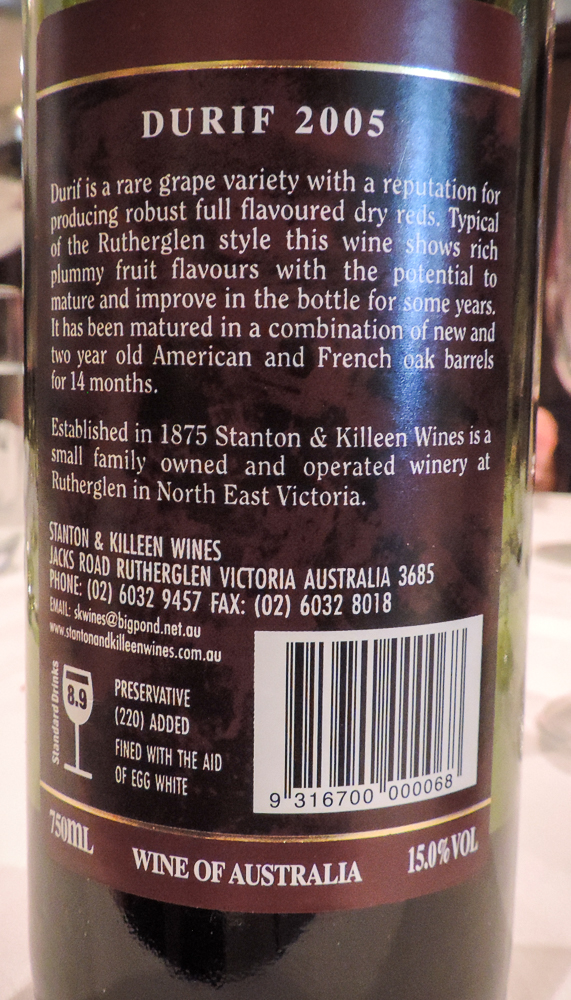 DURIF 2005
Durif is a rare grape variety with a reputation for
producing robust full flavoured dry reds. Typical
of the Rutherglen style this wine shows rich
plummy fruit flavours with the potential to
mature and improve in the bottle for some years.
It has been matured in a combination of new and
two year old American and French oak barrels
for 14 months.
Established in 1875 Stanton & Killeen Wines is a
small family owned and operated winery at
Rutherglen in North East Victoria.
STANTON & KILLEEN WINES
JACKS ROAD RUTHERGLEN VICTORIA AUSTRALIA 3685
PHONE: (02) 6032 9457 FAX: (02) 6032 8018
EMAIL: skwines@bigpond.net.au
www.stantonandkilleenwines.com.au
Standard Drinks
8.9
PRESERVATIVE
(220) ADDED
FINED WITH THE AID
OF EGG WHITE
9 316700 000068
750ML
WINE OF AUSTRALIA
15.0%VOL